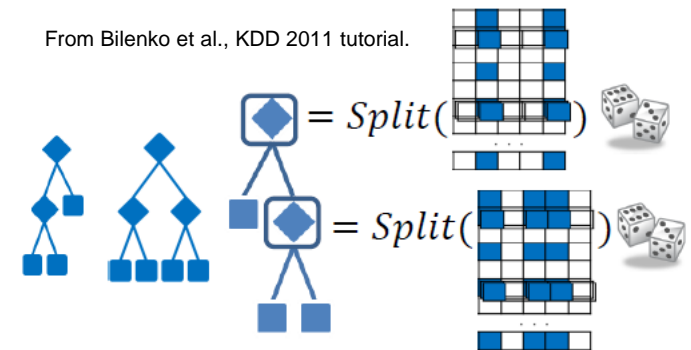 From Bilenko et al., KDD 2011 tutorial.
= Split( )
. . .
= Split( )
. . .